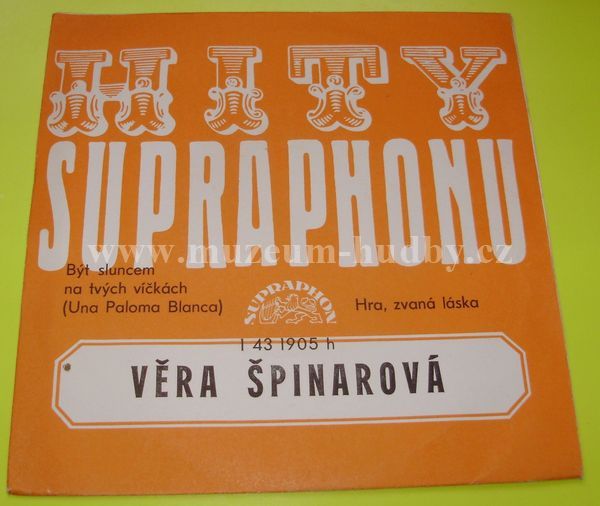 HITY
SUPRAPHONU
www.muzeum-hudby.cz
Být sluncem
na tvých víčkách
(Una Paloma Blanca)
SUPRAPHON
Hra, zvaná láska
1 43 1905 h
VĚRA ŠPINAROVÁ